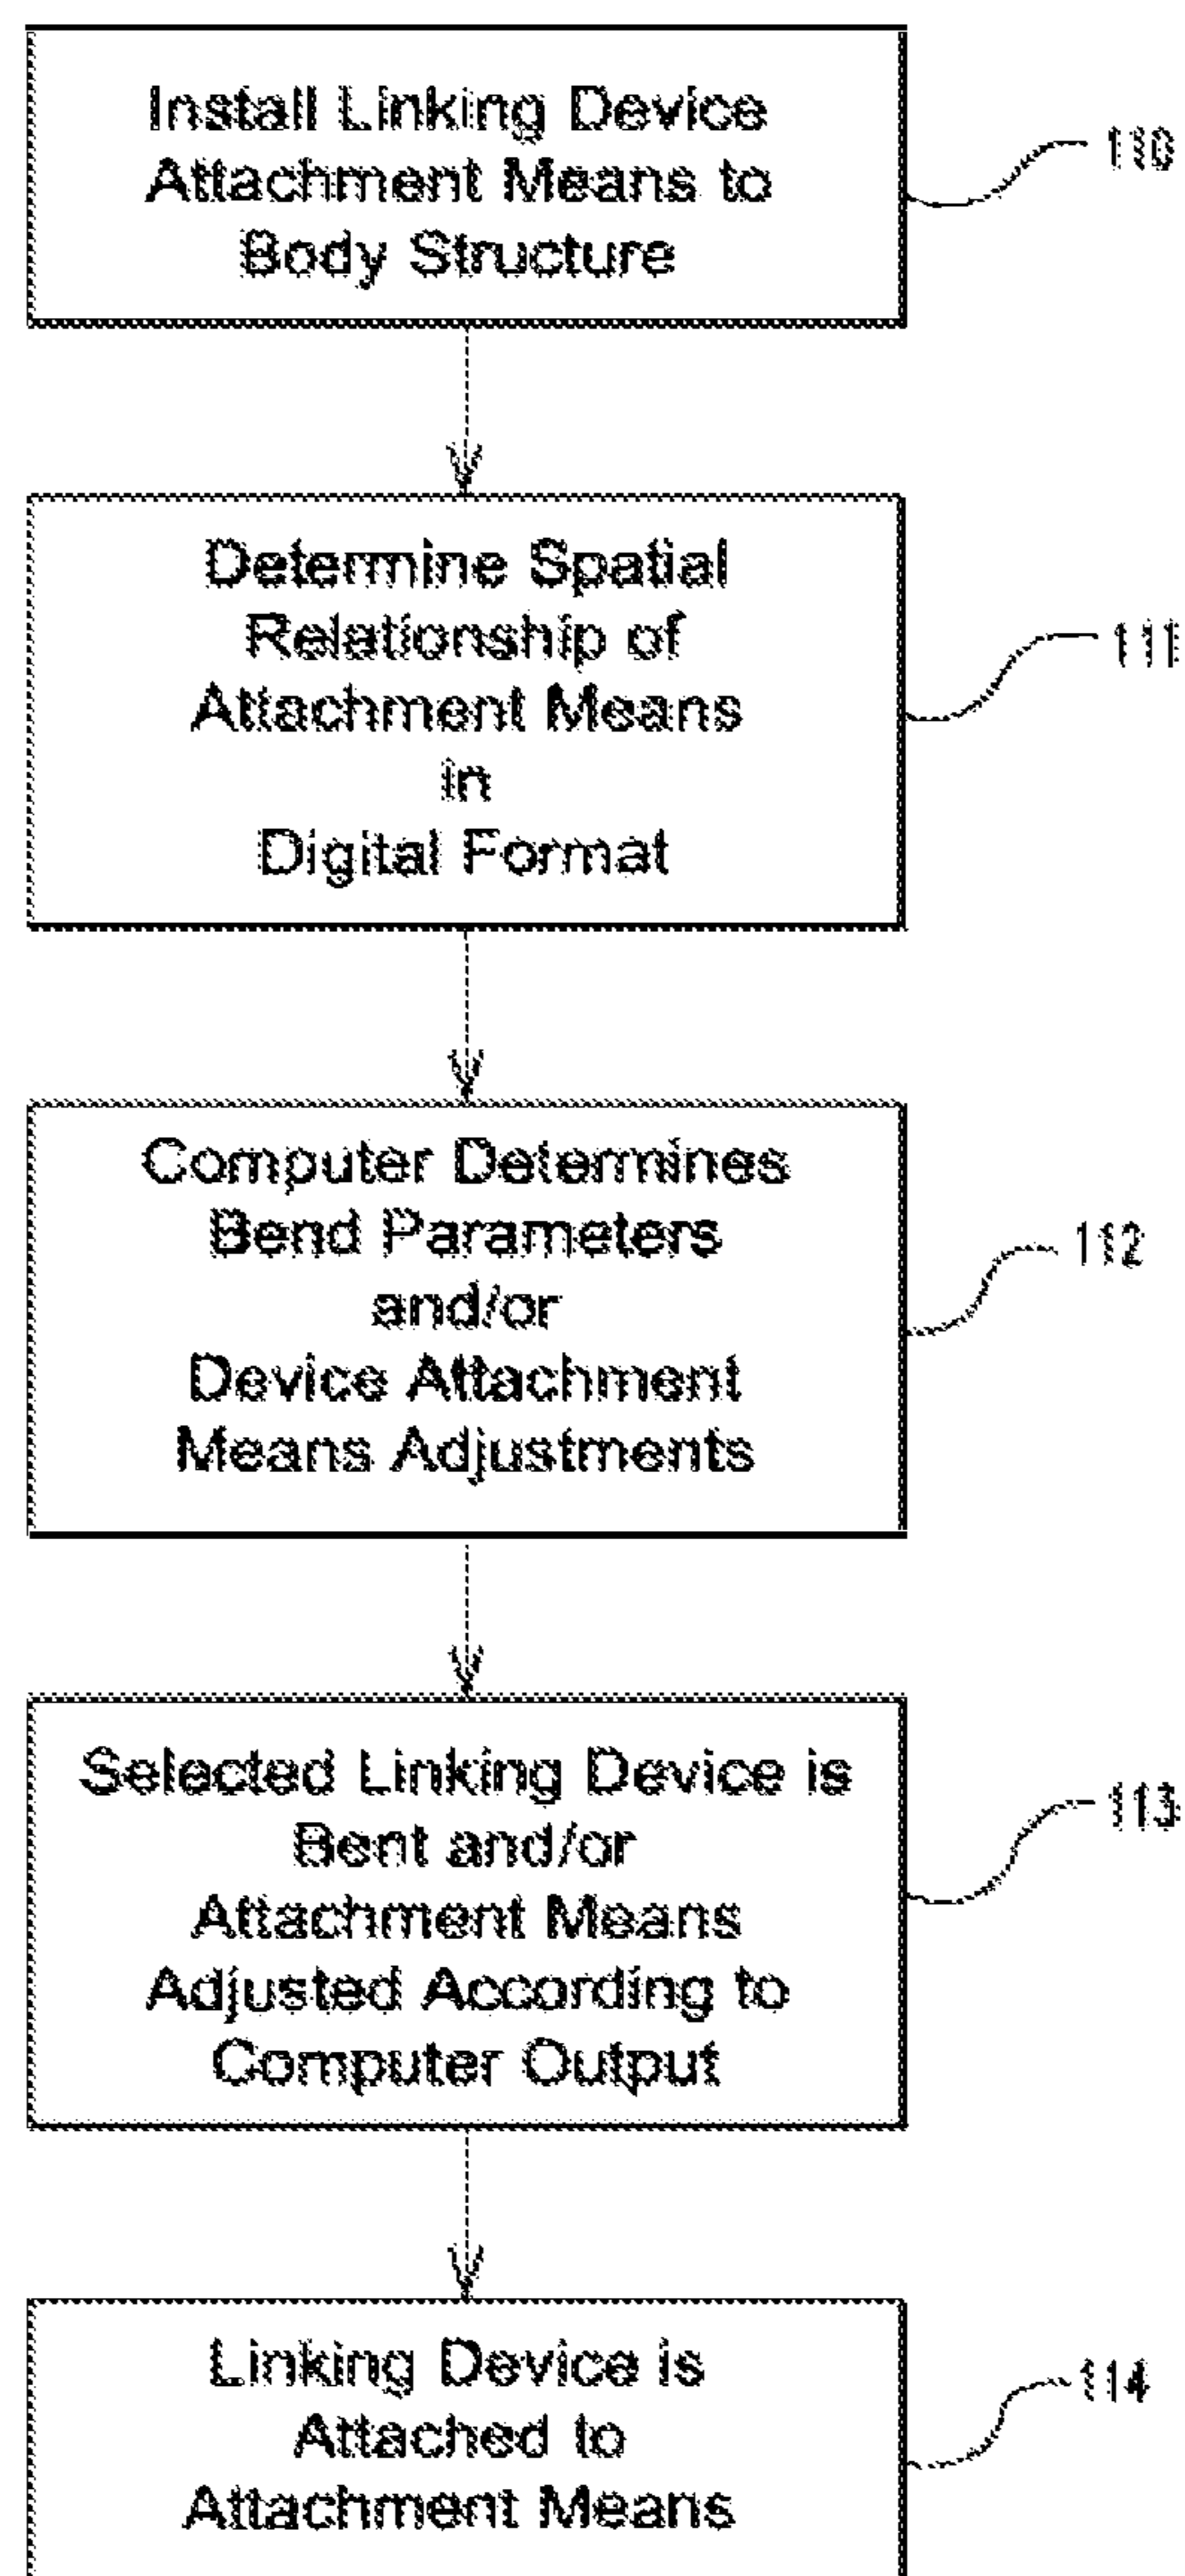 Install Linking Device
Attachment Means to
Body Structure
110
Determine Spatial
Relationship of
Attachment Means
in
Digital Format
111
Computer Determines
Bend Parameters
and/or
Device Attachment
Means Adjustments
112
Selected Linking Device is
Bent and/or
Attachment Means
Adjusted According to
Computer Output
113
Linking Device is
Attached to
Attachment Means
114